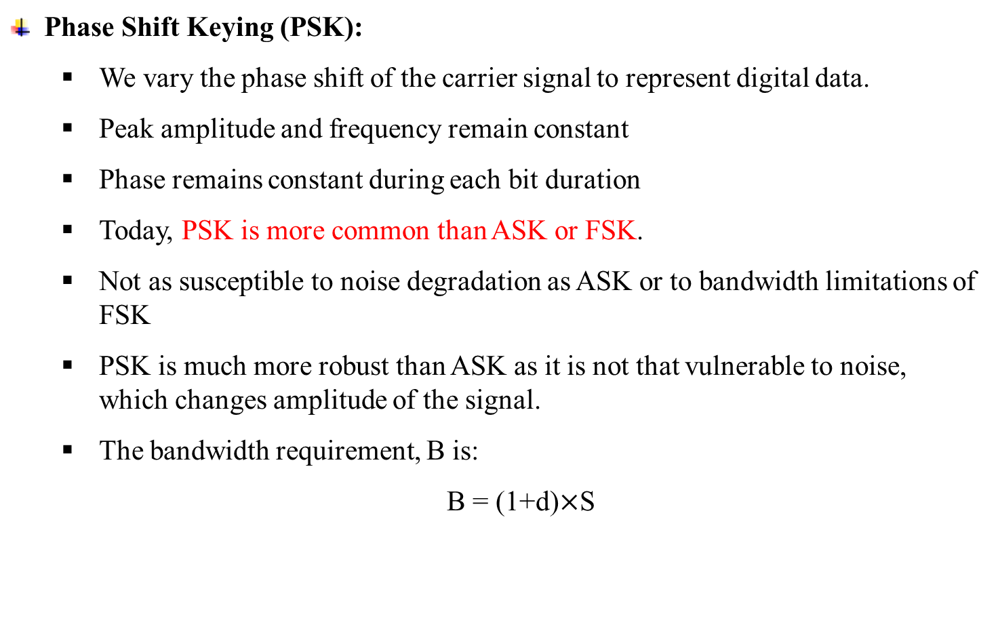 Phase Shift Keying (PSK):
▪ We vary the phase shift of the carrier signal to represent digital data.
▪ Peak amplitude and frequency remain constant
▪ Phase remains constant during each bit duration
▪ Today, PSK is more common than ASK or FSK.
▪ Not as susceptible to noise degradation as ASK or to bandwidth limitations of
FSK
▪ PSK is much more robust than ASK as it is not that vulnerable to noise,
which changes amplitude of the signal.
▪ The bandwidth requirement, B is:
B = (1+d)×S